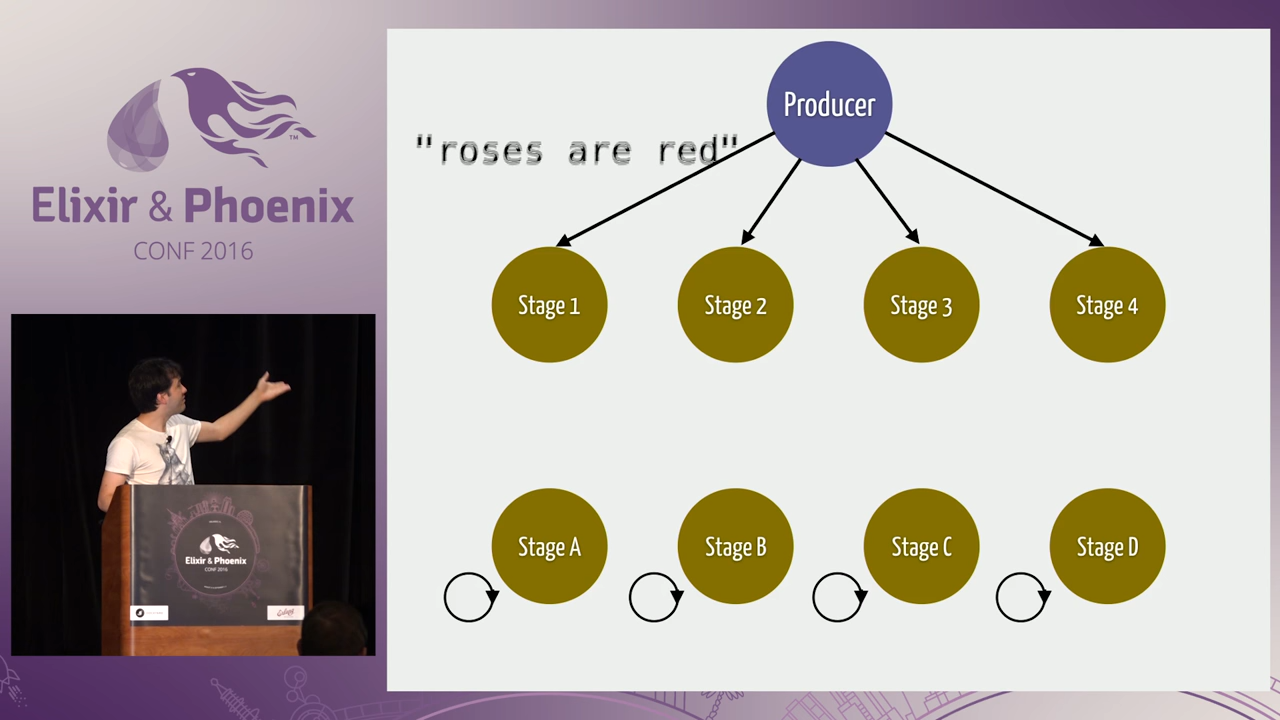 TM
Elixir & Phoenix
CONF 2016
"roses are red"
Producer
Stage 1
Stage 2
Stage 3
Stage 4
Stage A
Stage B
Stage C
Stage D
Elixir & Phoenix
CONF 2016